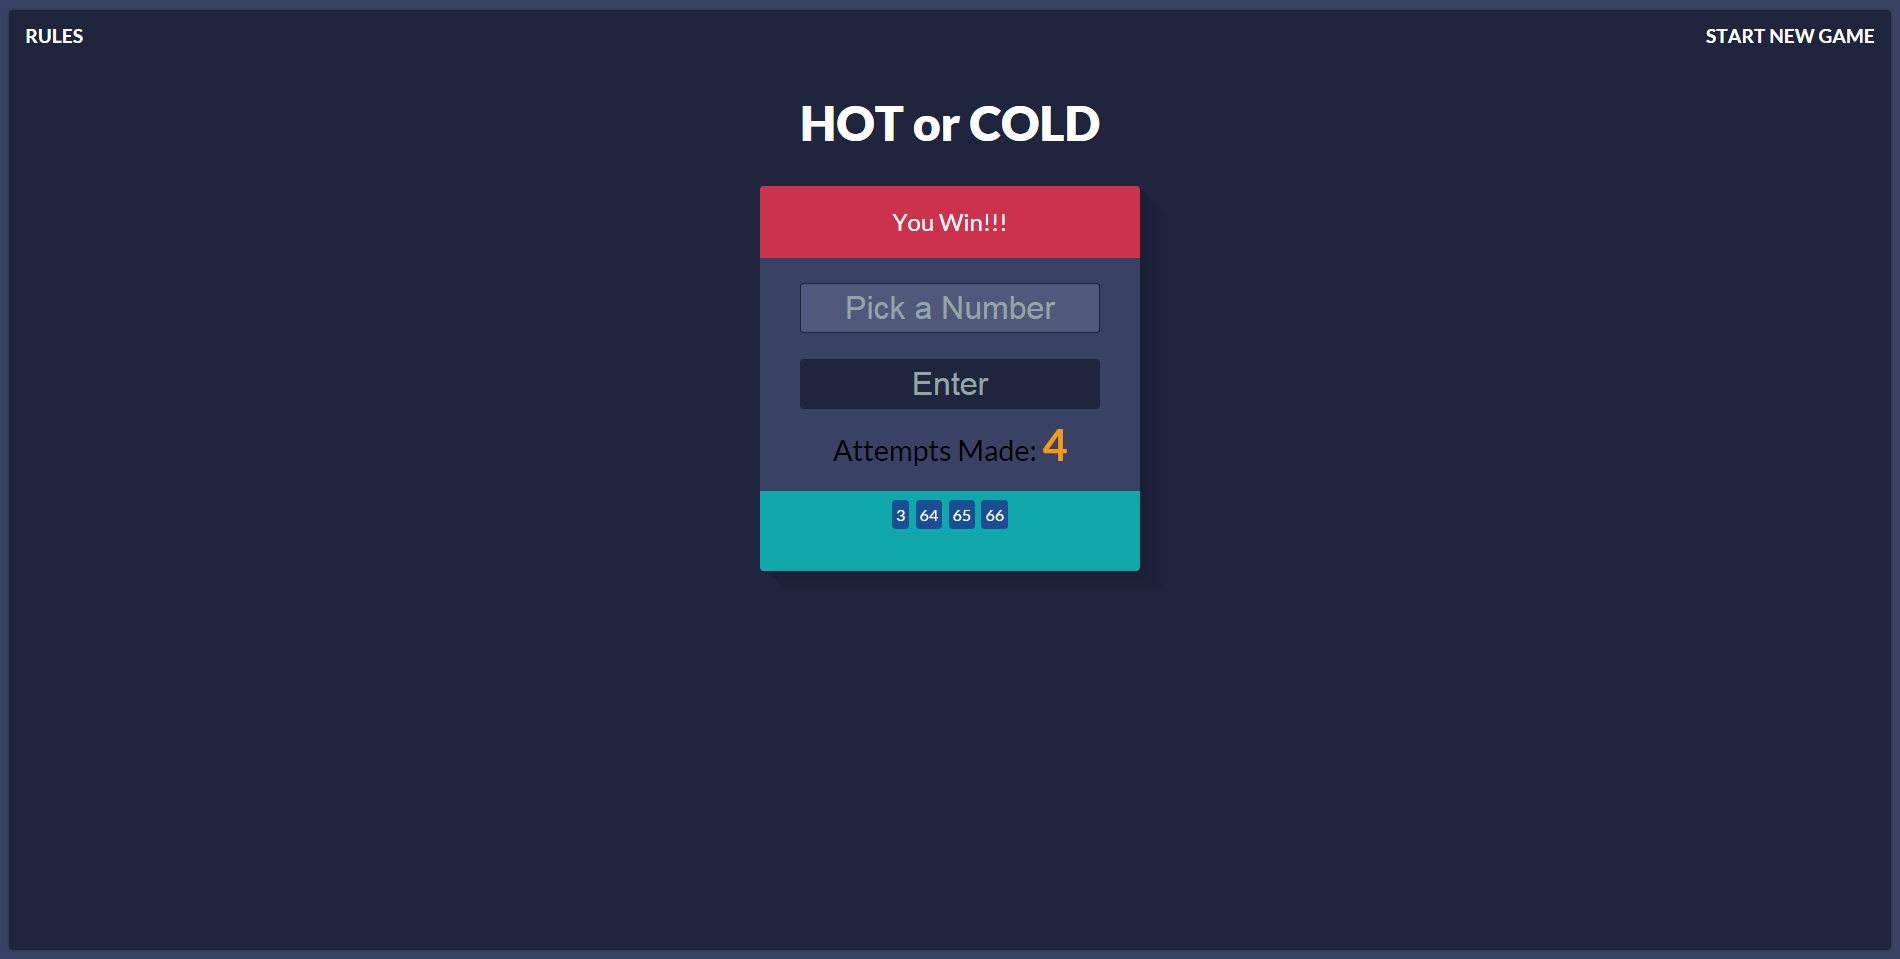 RULES
START NEW GAME
HOT or COLD
You Win!!!
Pick a Number
Enter
Attempts Made: 4
3 64 65 66